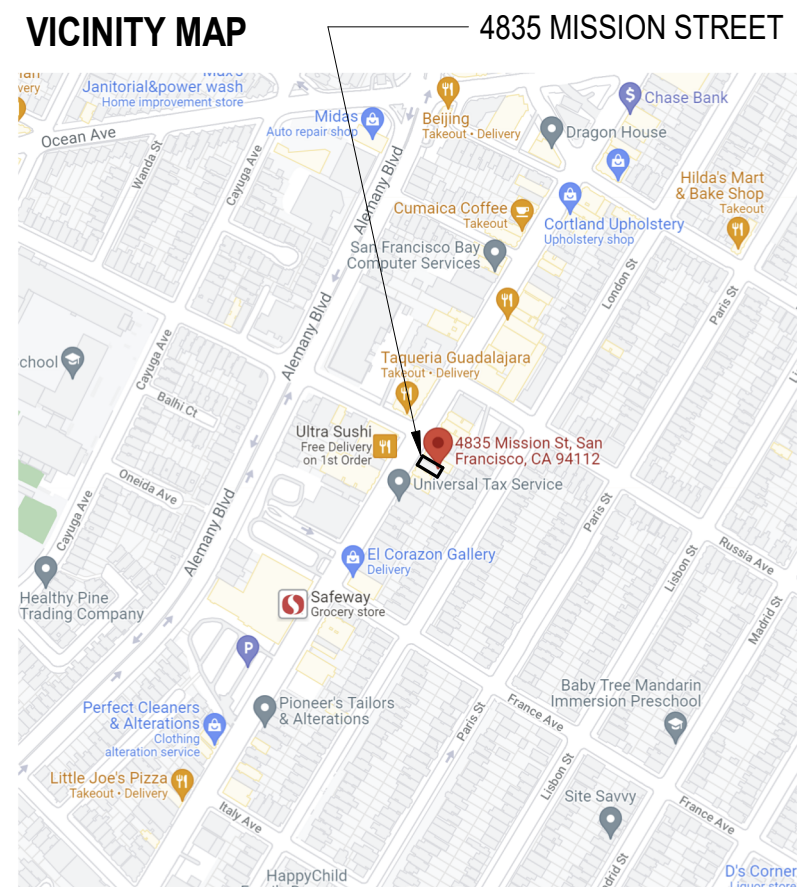 VICINITY MAP
4835 MISSION STREET
Janitorial&power wash
Home improvement store
Midas
Auto repair shop
Beijing
Takeout • Delivery
$
Chase Bank
Dragon House
Ocean Ave
Wanda St
Cayuga Ave
Alemany Blvd
Hilda's Mart
& Bake Shop
Takeout
Cumaica Coffee
Takeout
Cortland Upholstery
Upholstery shop
San Francisco Bay
Computer Services
London St
Paris St
Alemany Blvd
Cayuga Ave
chool
Balhi Ct
Taqueria Guadalajara
Takeout • Delivery
Ultra Sushi
Free Delivery
on 1st Order
4835 Mission St, San
Francisco, CA 94112
Universal Tax Service
Oneida Ave
Cayuga Ave
Alemany Blvd
Paris St
Russia Ave
Lisbon St
Madrid St
El Corazon Gallery
Delivery
Healthy Pine
Trading Company
Safeway
Grocery store
P
Perfect Cleaners
& Alterations
Clothing
alteration service
Pioneer's Tailors
& Alterations
Baby Tree Mandarin
Immersion Preschool
Paris St
France Ave
Lisbon St
Little Joe's Pizza
Takeout • Delivery
Italy Ave
Site Savvy
France Ave
drid St
HappyChild
D's Corner
Liquor store